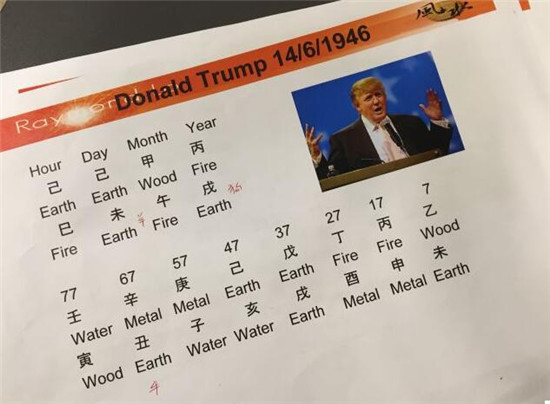 風水
Donald Trump 14/6/1946
Hour Day Month Year
己 己 甲 丙
Earth Earth Wood Fire
巳 未 午 戌
Fire Earth Fire Earth
77 67 57 47 37 27 17 7
壬 辛 庚 己 戊 丁 丙 乙
Water Metal Metal Earth Earth Fire Fire Wood
寅 丑 子 亥 戌 酉 申 未
Wood Earth Water Water Earth Metal Metal Earth